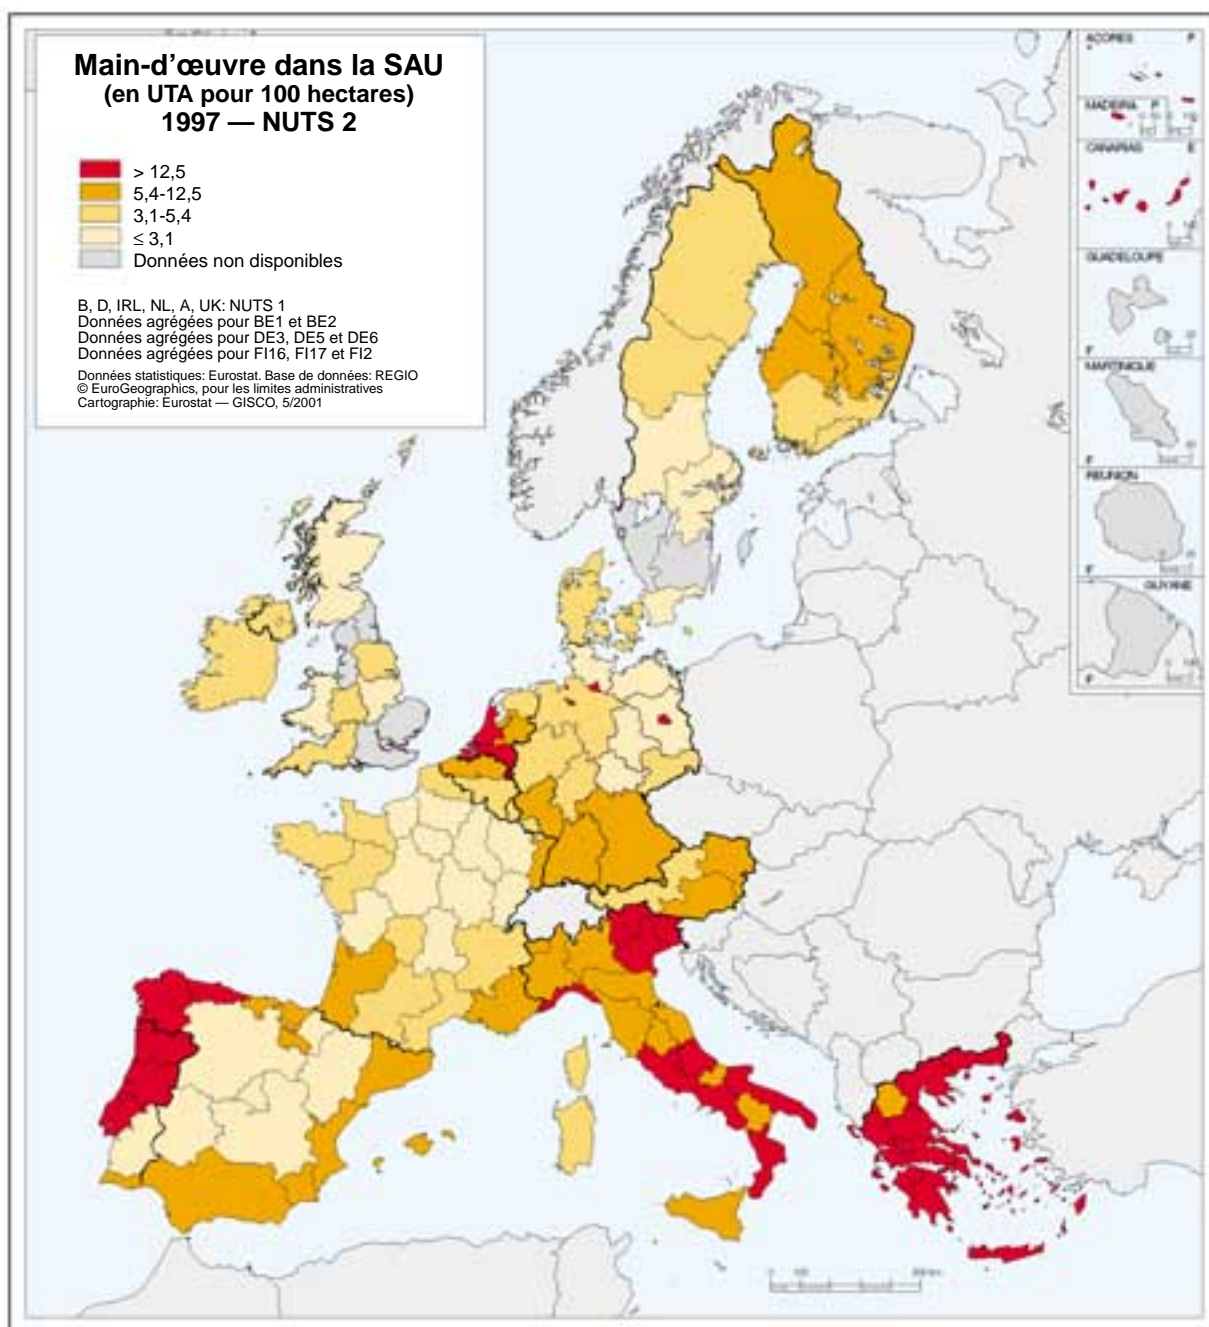 Main-d'œuvre dans la SAU
(en UTA pour 100 hectares)
1997 — NUTS 2
> 12,5
5,4-12,5
3,1-5,4
≤ 3,1
Données non disponibles
B, D, IRL, NL, A, UK: NUTS 1
Données agrégées pour BE1 et BE2
Données agrégées pour DE3, DE5 et DE6
Données agrégées pour FI16, FI17 et FI2
Données statistiques: Eurostat. Base de données: REGIO
© EuroGeographics, pour les limites administratives
Cartographie: Eurostat — GISCO, 5/2001
AÇORES P
MADEIRA P
CANARIAS E
GUADELOUPE
F
MARTINIQUE
F
REUNION
F
GUYANE
F